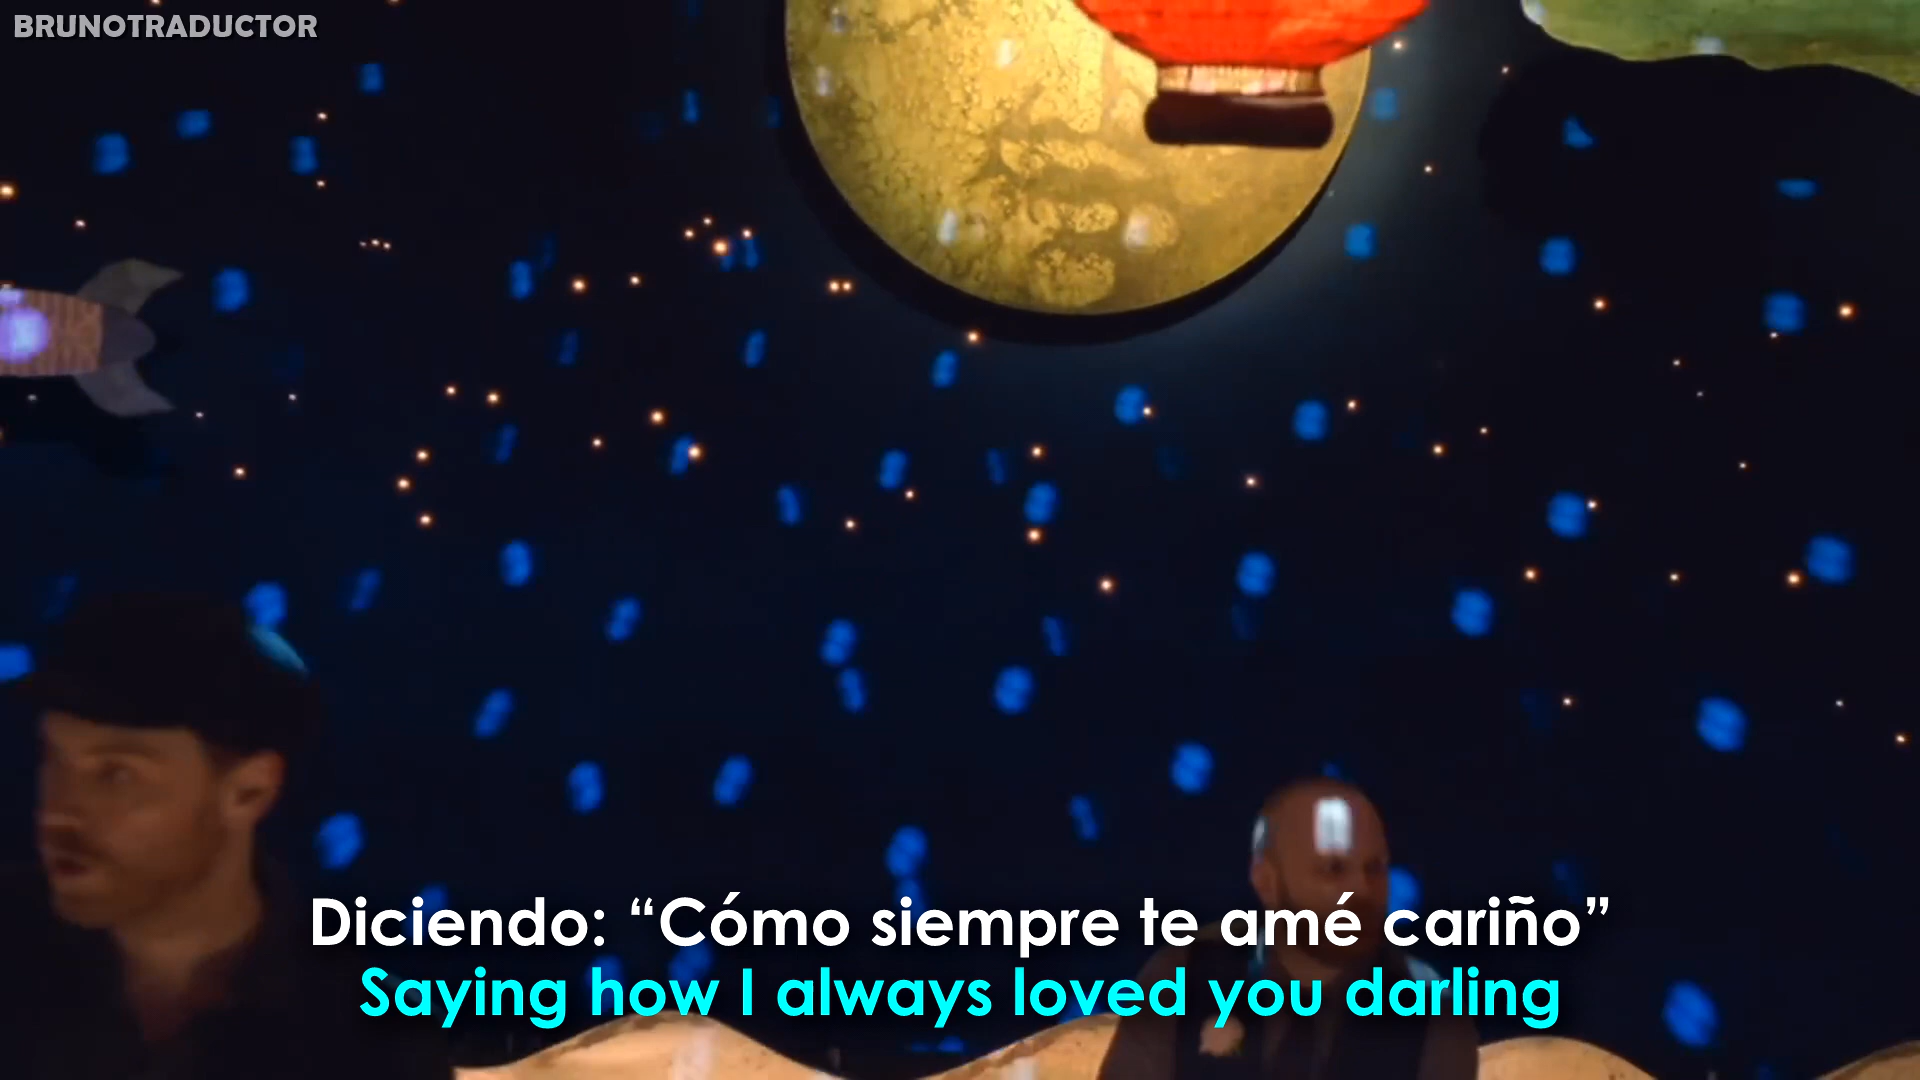 BRUNOTRADUCTOR
Diciendo: “Cómo siempre te amé cariño”
Saying how I always loved you darling